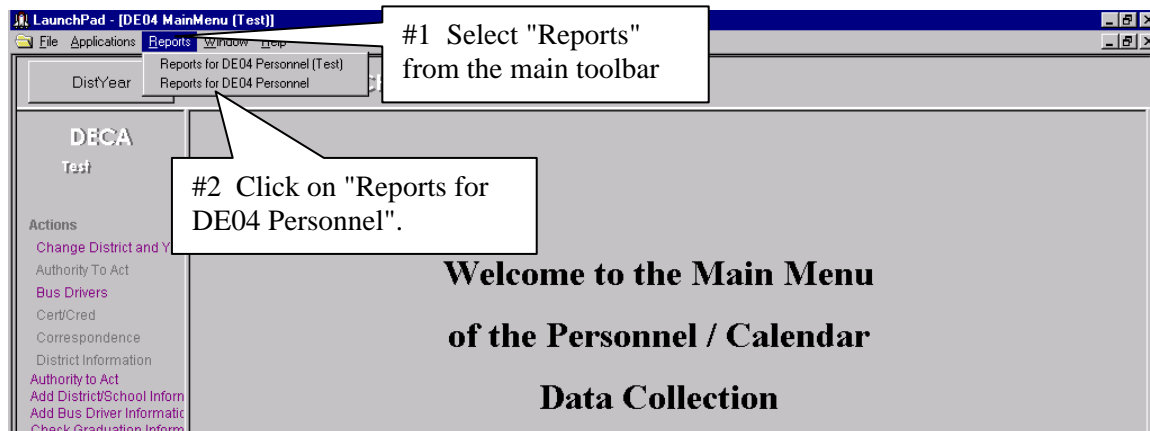 LaunchPad - [DE04 MainMenu (Test)]
File Applications Reports Window Help
#1 Select "Reports"
from the main toolbar
Reports for DE04 Personnel (Test)
Reports for DE04 Personnel
DistYear
DECA
Test
#2 Click on "Reports for
DE04 Personnel".
Actions
Change District and Y
Authority To Act
Bus Drivers
Cert/Cred
Correspondence
District Information
Authority to Act
Add District/School Inform
Add Bus Driver Informatic
Check Graduation Inform
Welcome to the Main Menu
of the Personnel / Calendar
Data Collection